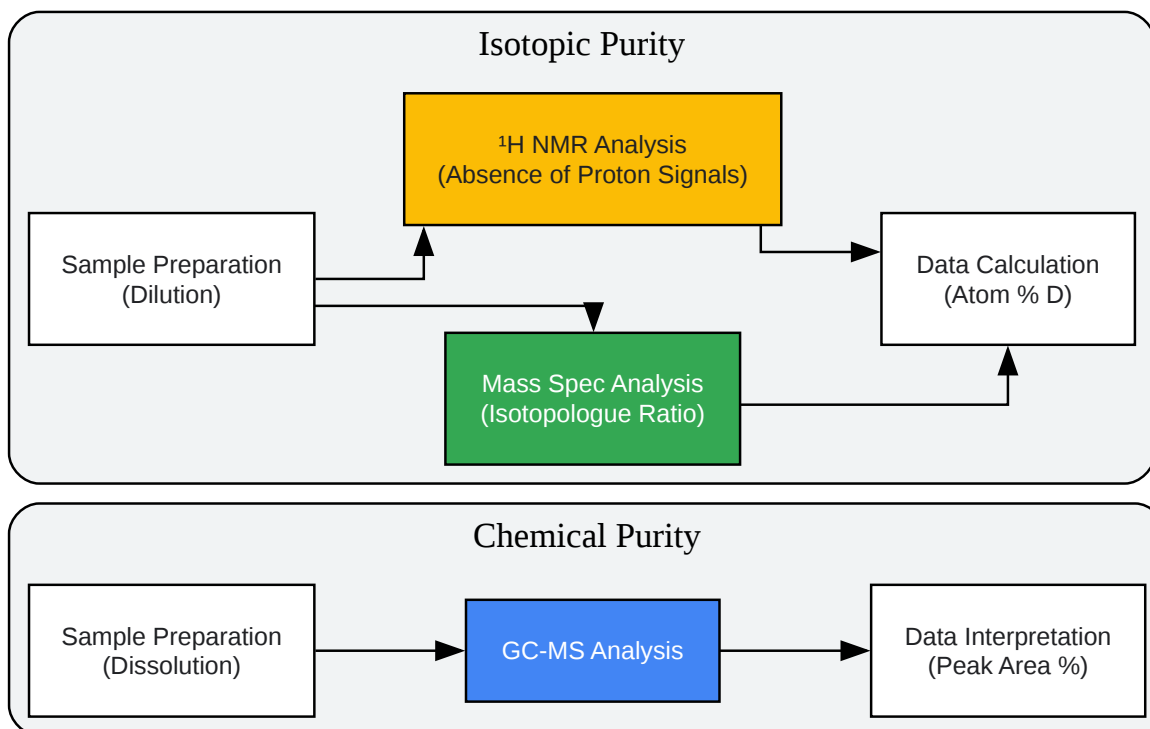 Isotopic Purity
¹H NMR Analysis
(Absence of Proton Signals)
Sample Preparation
(Dilution)
Data Calculation
(Atom % D)
Mass Spec Analysis
(Isotopologue Ratio)
Chemical Purity
Sample Preparation
(Dissolution)
GC-MS Analysis
Data Interpretation
(Peak Area %)